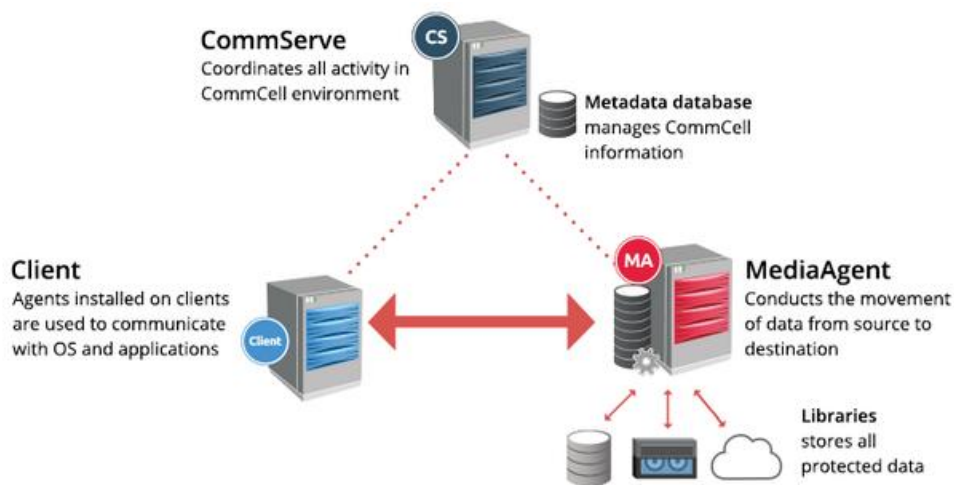 CommServe
Coordinates all activity in
CommCell environment
CS
Metadata database
manages CommCell
information
Client
Agents installed on clients
are used to communicate
with OS and applications
Client
MA
MediaAgent
Conducts the movement
of data from source to
destination
Libraries
stores all
protected data